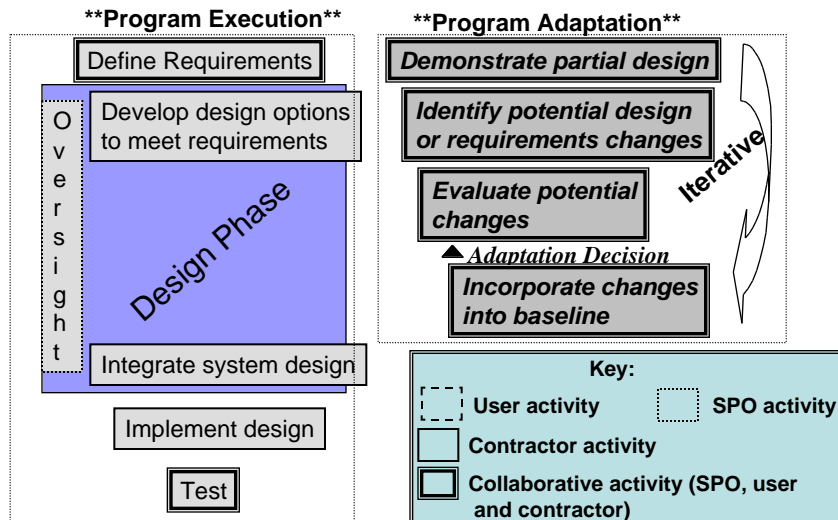 **Program Execution**
Define Requirements
Oversight
Develop design options
to meet requirements
Design Phase
Integrate system design
Implement design
Test
**Program Adaptation**
Demonstrate partial design
Identify potential design
or requirements changes
Evaluate potential
changes
Adaptation Decision
Incorporate changes
into baseline
Iterative
Key:
User activity
SPO activity
Contractor activity
Collaborative activity (SPO, user
and contractor)